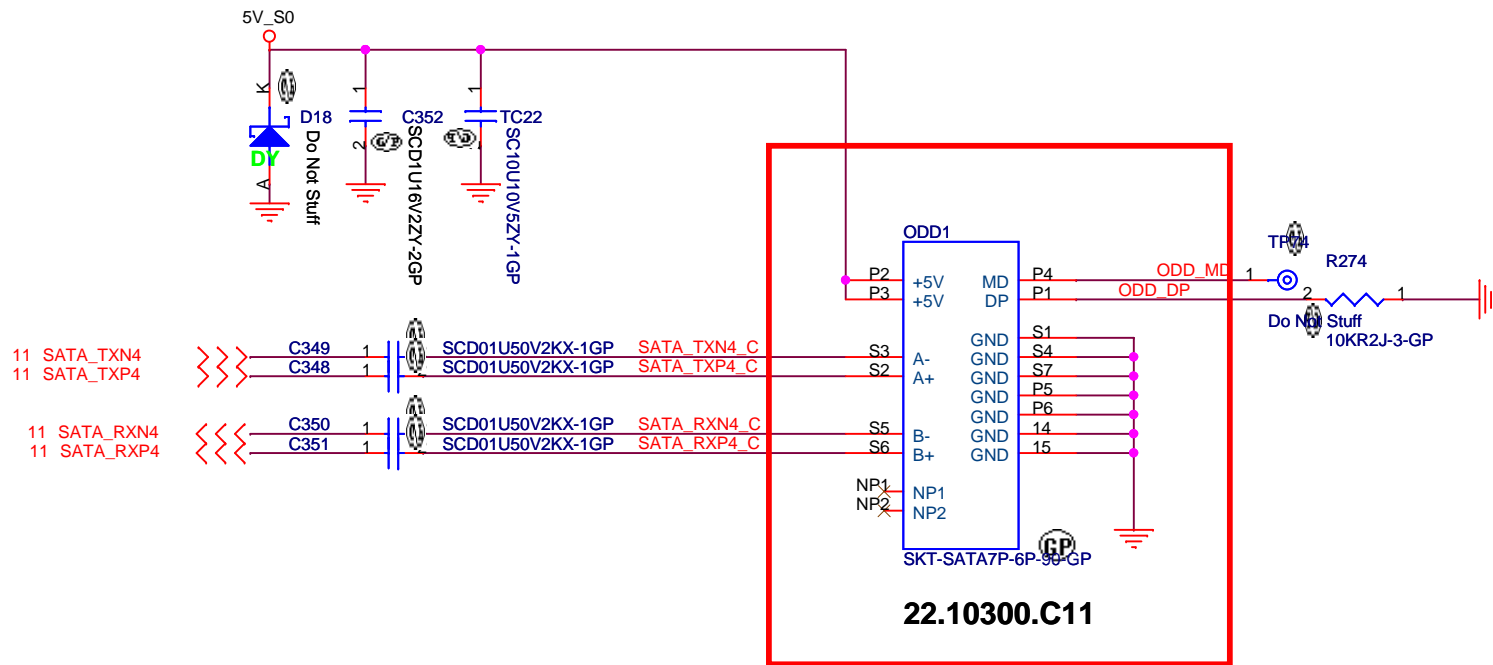 5V_S0
K
D18
DY
A
Do Not Stuff
1
C352
2
SCD1U16V2ZY-2GP
1
TC22
SC10U10V5ZY-1GP
ODD1
P2 +5V
P3 +5V
MD P4 ODD_MD 1
DP P1 ODD_DP 2
TP74
Do Not Stuff
R274
1
10KR2J-3-GP
GND S1
GND S4
GND S7
GND P5
GND P6
GND 14
GND 15
11 SATA_TXN4 C349 1 SCD01U50V2KX-1GP SATA_TXN4_C S3 A-
11 SATA_TXP4 C348 1 SCD01U50V2KX-1GP SATA_TXP4_C S2 A+
11 SATA_RXN4 C350 1 SCD01U50V2KX-1GP SATA_RXN4_C S5 B-
11 SATA_RXP4 C351 1 SCD01U50V2KX-1GP SATA_RXP4_C S6 B+
NP1 NP1
NP2 NP2
GP
SKT-SATA7P-6P-90-GP
22.10300.C11